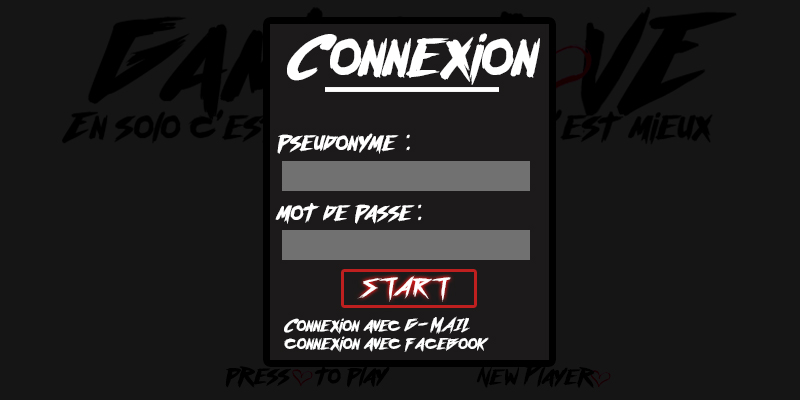 Connexion
En solo c'es
'est mieux
Pseudonyme :
Mot de passe :
START
Connexion avec G-MAIL
connexion avec Facebook
Press to play
New Player